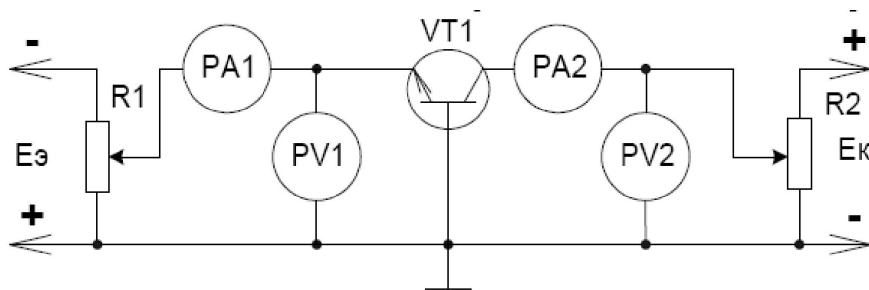 VT1
- +
PA1 PA2
R1 R2
Eэ PV1 PV2 Eк
+ -